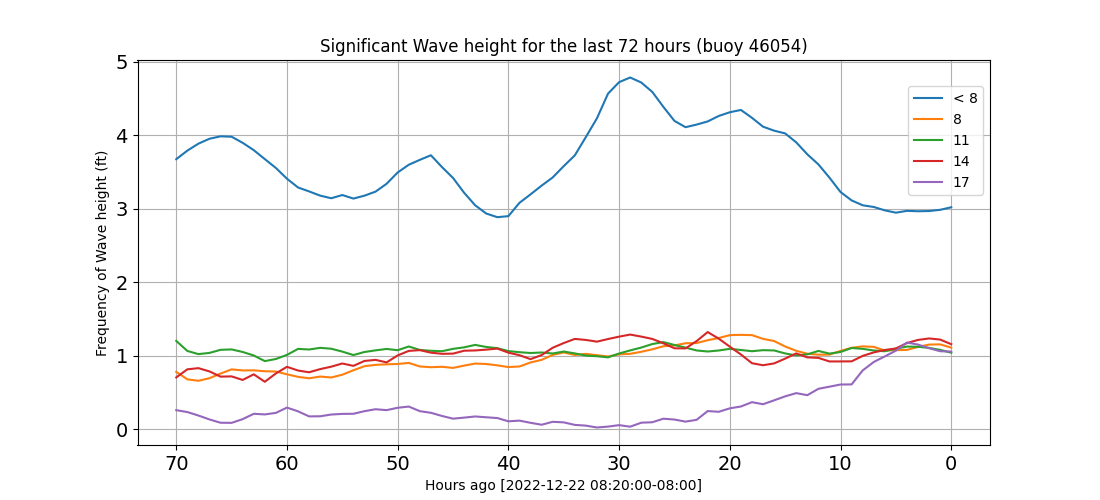 Significant Wave height for the last 72 hours (buoy 46054)
Frequency of Wave height (ft)
5
4
3
2
1
0
< 8
8
11
14
17
70 60 50 40 30 20 10 0
Hours ago [2022-12-22 08:20:00-08:00]